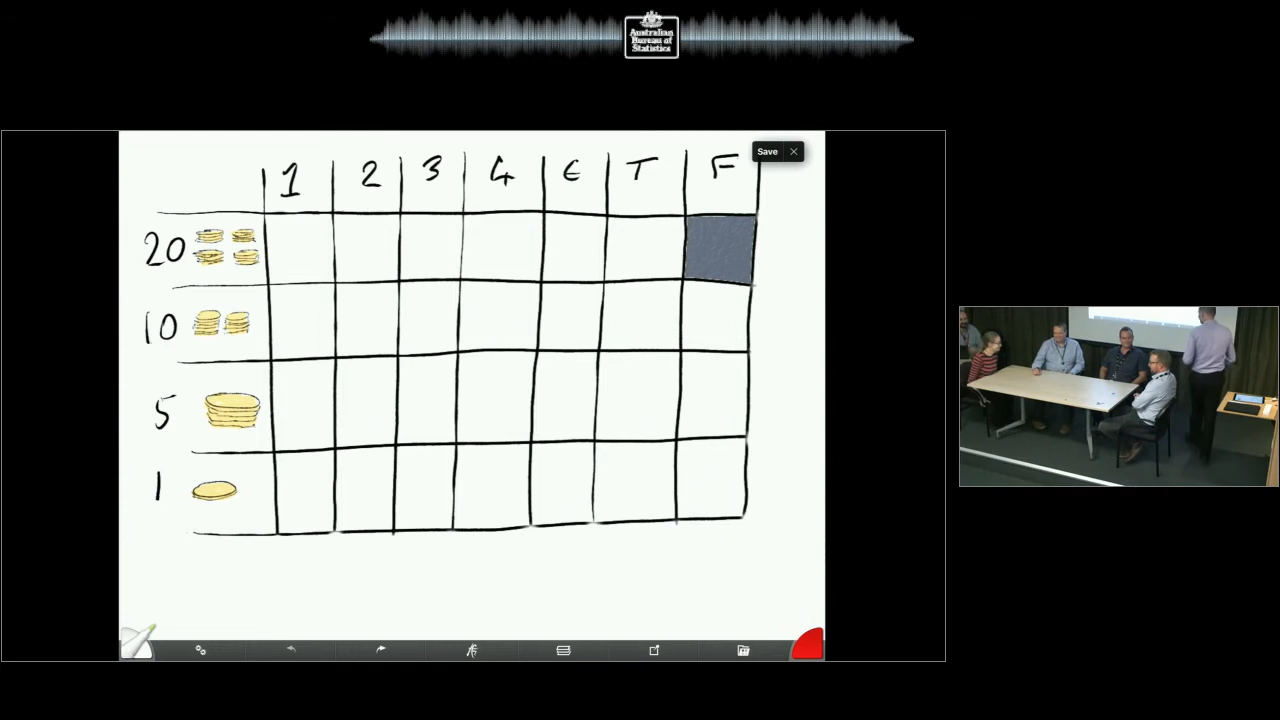 Australian
Bureau of
Statistics
Save
1 2 3 4 E T F
20
10
5
1